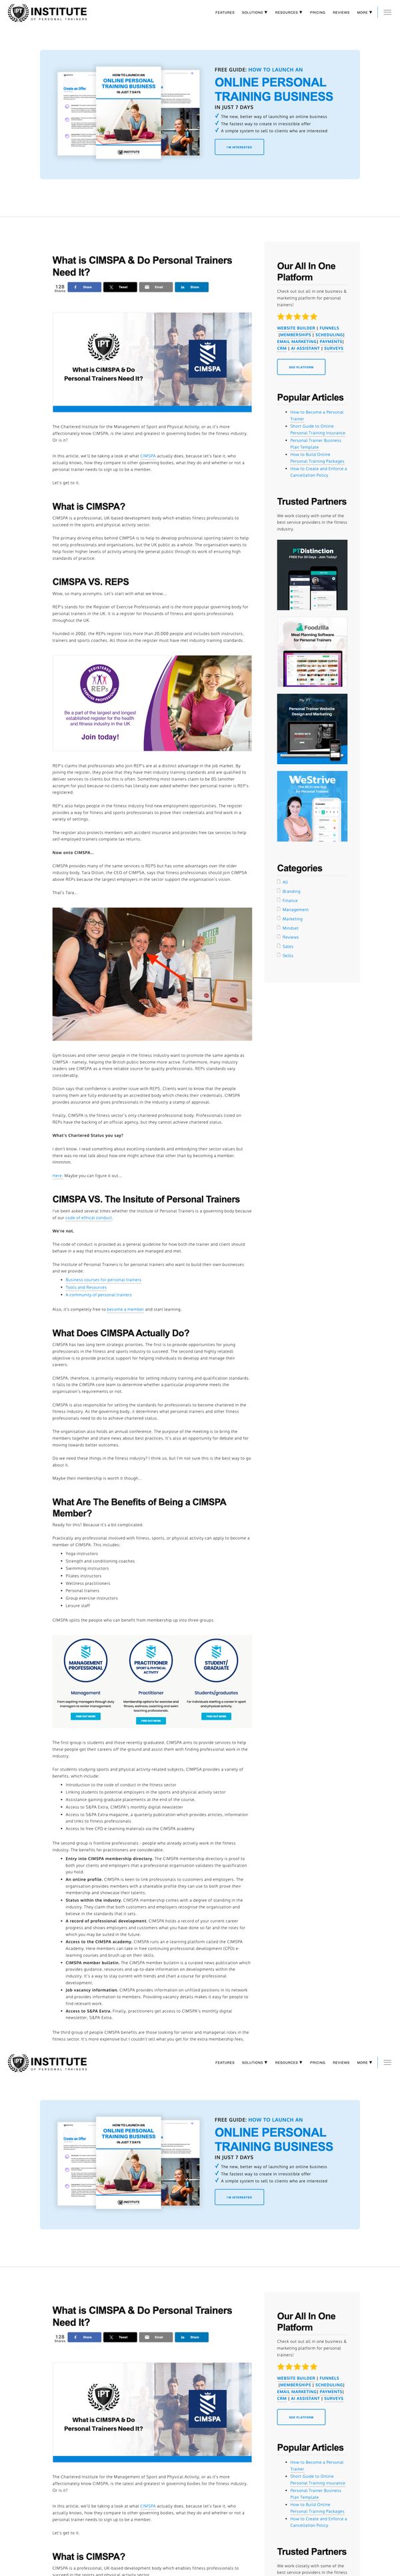 INSTITUTE
OF PERSONAL TRAINERS
FEATURES
SOLUTIONS ▼
RESOURCES ▼
PRICING
REVIEWS
MORE ▼
HOW TO LAUNCH AN
ONLINE PERSONAL
TRAINING BUSINESS
IN JUST 7 DAYS
Create an Offer
INSTITUTE
FREE GUIDE: HOW TO LAUNCH AN
ONLINE PERSONAL
TRAINING BUSINESS
IN JUST 7 DAYS
✓ The new, better way of launching an online business
✓ The fastest way to create in irresistible offer
✓ A simple system to sell to clients who are interested
I'M INTERESTED
What is CIMSPA & Do Personal Trainers
Need It?
128
Shares
Share
Tweet
Email
Share
IPT
What is CIMSPA & Do
Personal Trainers Need It?
CIMSPA
The Chartered Institute for the Management of Sport and Physical Activity, or as it's more
affectionately known CIMSPA, is the latest incarnation of governing bodies for the fitness industry.
Or is it?
In this article, we'll be taking a look at what CIMSPA actually does, because let's face it, who
actually knows, how they compare to other governing bodies, what they do and why a
personal trainer needs to sign-up to be a member.
Let's get to it.
What is CIMSPA?
CIMSPA is a professional, UK-based development body which enables fitness professionals to
succeed in the sports and physical activity sector.
The primary driving ethos behind CIMSPA is to help to develop professional sporting talent to help
not only professionals and organisations, but the UK public as a whole. The organisation wants to
help foster higher levels of activity among the general public through its work of ensuring high
standards of practice.
CIMSPA VS. REPS
Wow, so many acronyms. Let's start with what we know...
REP's stands for the Register of Exercise Professionals and is the more popular governing body for
personal trainers in the UK. It is a register for thousands of fitness and sports professionals
throughout the UK.
Founded in 2002, the REPS register lists more than 20,000 people and includes both instructors,
trainers and sports coaches. All those on the register must have industry training standards.
REPs
Be a part of the largest and longest
established register for the health
and fitness industry in the UK.
Join today!
REP's claims that professionals who join REP's are at a distinct advantage in the job market. By
joining the register, they prove that they have met industry training standards and are qualified to
deliver services to clients, both in gyms and at home. Something most trainers claim to be BS (another
acronym for you) because no client has literally ever asked whether their personal trainer is REP's
registered.
REP's also helps people in the fitness industry find new employment opportunities. The register
provides a way for fitness and sports professionals to prove their credentials and find work in a
variety of settings.
The register also protects members with accident insurance and provides free tax services to help
self-employed trainers complete tax returns.
Now onto CIMSPA...
CIMSPA provides many of the same services is REPS but has some advantages over the older
industry body. Tara Dillon, the CEO of CIMPSA, says that fitness professionals should join CIMPSA
above REPs because the largest employers in the sector support the organisation's vision.
That's Tara...
Gym bosses and other senior people in the fitness industry want to promote the same agenda as
CIMPSA - namely, helping the British public become more active. Furthermore, many industry
leaders see CIMPSA as a more reliable source for quality professionals. REPs standards vary
considerably.
Dillon says that confidence is another issue with REPS. Clients want to know that the people
training them are fully endorsed by an accredited body which checks their credentials. CIMSPA
provides assurance and gives professionals in the industry a stamp of approval.
Finally, CIMSPA is the fitness sector's only chartered professional body. Professionals listed on
REPs have the backing of an official agency, but they cannot achieve chartered status.
What's Chartered Status you say?
I don't know. I read something about excelling standards and embodying their sector values but
there was no real talk about how one might achieve that other than by becoming a member.
Hmmmmm.
Here. Maybe you can figure it out...
CIMSPA VS. The Insitute of Personal Trainers
I've been asked several times whether the Institute of Personal Trainers is a governing body because
of our code of ethical conduct.
We're not.
The code of conduct is provided as a general guideline for how both the trainer and client should
behave in a way that ensures expectations are managed and met.
The Institute of Personal Trainers is for personal trainers who want to build their own businesses
and we provide:
Business courses for personal trainers
Tools and Resources
A community of personal trainers
Also, it's competely free to become a member and start learning.
What Does CIMSPA Actually Do?
CIMSPA has two long term strategic priorities. The first is to provide opportunities for young
professionals in the fitness and sports industry to succeed. The second (and highly related)
objective is to provide practical support for helping individuals to develop and manage their
careers.
CIMSPA, therefore, is primarily responsible for setting industry training and qualification standards.
It falls to the CIMSPA core team to determine whether a particular programme meets the
organisation's requirements or not.
CIMSPA is also responsible for setting the standards for professionals to become chartered in the
fitness industry. As the governing body, it determines what personal trainers and other fitness
professionals need to do to achieve chartered status.
The organisation also holds an annual conference. The purpose of the meeting is to bring the
members together and share news about best practices. It's also an opportunity for debate and for
moving towards better outcomes.
Do we need these things in the fitness industry? I think so, but I'm not sure this is the best way to go
about it.
Maybe their membership is worth it though...
What Are The Benefits of Being a CIMSPA
Member?
Ready for this? Because it's a bit complicated.
Practically any professional involved with fitness, sports, or physical activity can apply to become a
member of CIMSPA. This includes:
Yoga instructors
Strength and conditioning coaches
Swimming instructors
Pilates instructors
Wellness practitioners
Personal trainers
Group exercise instructors
Leisure staff
CIMSPA splits the people who can benefit from membership up into three groups.
MANAGEMENT
PROFESSIONAL
PRACTITIONER
SPORT & PHYSICAL
ACTIVITY
STUDENT/
GRADUATE
Management
Practitioner
Students/graduates
FIND OUT MORE
FIND OUT MORE
FIND OUT MORE
The first group is students and those recently graduated. CIMSPA aims to provide services to help
these people get their careers off the ground and assist them with finding professional work in the
industry.
For students studying sports and physical activity-related subjects, CIMPSA provides a variety of
benefits, which include:
Introduction to the code of conduct in the fitness sector
Linking students to potential employers in the sports and physical activity sector
Assistance gaining graduate placements at the end of the course.
Access to S&PA Extra, CIMSPA's monthly digital newsletter
Access to S&PA Extra magazine, a quarterly publication which provides articles, information
and links to fitness professionals.
Access to free CPD e-learning materials via the CIMSPA academy
The second group is frontline professionals - people who already actively work in the fitness
industry. The benefits for practitioners are considerable:
Entry into CIMSPA membership directory. The CIMSPA membership directory is proof to
both your clients and employers that a professional organisation validates the qualification
you hold.
An online profile. CIMSPA is keen to link professionals to customers and employers. The
organisation provides members with a shareable profile they can use to both prove their
membership and showcase their talents.
Status within the industry. CIMSPA membership comes with a degree of standing in the
industry. They claim that both customers and employers recognise the organisation and
believe in the standards that it sets.
A record of professional development. CIMSPA holds a record of your current career
progress and shows employers and customers what you have done so far and the roles for
which you may be suited in the future.
Access to the CIMSPA academy. CIMSPA runs an e-learning platform called the CIMSPA
Academy. Here members can take in free continuing professional development (CPD) e-
learning courses and brush up on their skills.
CIMSPA member bulletin. The CIMSPA member bulletin is a curated news publication which
provides guidance, resources and up to date information on developments within the
industry. It's a way to stay current with trends and chart a course for professional
development.
Job vacancy information. CIMSPA provides information on unfilled positions in its network
and provides information to members. Providing vacancy details makes it easy for people to
find relevant work.
Access to S&PA Extra. Finally, practitioners get access to CIMSPA's monthly digital
newsletter, S&PA Extra.
The third group of people CIMSPA benefits are those looking for senior and managerial roles in the
fitness sector. It's more expensive but I couldn't tell you what you get for the extra membership fees.
Our All In One
Platform
Check out out all in one business &
marketing platform for personal
trainers!
WEBSITE BUILDER | FUNNELS
|MEMBERSHIPS | SCHEDULING|
EMAIL MARKETING| PAYMENTS|
CRM | AI ASSISTANT | SURVEYS
SEE PLATFORM
Popular Articles
How to Become a Personal
Trainer
Short Guide to Online
Personal Training Insurance
Personal Trainer Business
Plan Template
How to Build Online
Personal Training Packages
How to Create and Enforce a
Cancellation Policy
Trusted Partners
We work closely with some of the
best service providers in the fitness
industry.
PTDistinction
FREE For 30 Days - Join Today!
Foodzilla
Meal Planning Software
for Personal Trainers
Personal Trainer Website
Design and Marketing
WeStrive
Categories
All
Branding
Finance
Management
Marketing
Mindset
Reviews
Sales
Skills
INSTITUTE
OF PERSONAL TRAINERS
FEATURES
SOLUTIONS ▼
RESOURCES ▼
PRICING
REVIEWS
MORE ▼
HOW TO LAUNCH AN
ONLINE PERSONAL
TRAINING BUSINESS
IN JUST 7 DAYS
Create an Offer
INSTITUTE
FREE GUIDE: HOW TO LAUNCH AN
ONLINE PERSONAL
TRAINING BUSINESS
IN JUST 7 DAYS
✓ The new, better way of launching an online business
✓ The fastest way to create in irresistible offer
✓ A simple system to sell to clients who are interested
I'M INTERESTED
What is CIMSPA & Do Personal Trainers
Need It?
128
Shares
Share
Tweet
Email
Share
IPT
What is CIMSPA & Do
Personal Trainers Need It?
CIMSPA
The Chartered Institute for the Management of Sport and Physical Activity, or as it's more
affectionately known CIMSPA, is the latest incarnation of governing bodies for the fitness industry.
Or is it?
In this article, we'll be taking a look at what CIMSPA actually does, because let's face it, who
actually knows, how they compare to other governing bodies, what they do and why a
personal trainer needs to sign-up to be a member.
Let's get to it.
What is CIMSPA?
CIMSPA is a professional, UK-based development body which enables fitness professionals to
succeed in the sports and physical activity sector.
Our All In One
Platform
Check out out all in one business &
marketing platform for personal
trainers!
WEBSITE BUILDER | FUNNELS
|MEMBERSHIPS | SCHEDULING|
EMAIL MARKETING| PAYMENTS|
CRM | AI ASSISTANT | SURVEYS
SEE PLATFORM
Popular Articles
How to Become a Personal
Trainer
Short Guide to Online
Personal Training Insurance
Personal Trainer Business
Plan Template
How to Build Online
Personal Training Packages
How to Create and Enforce a
Cancellation Policy
Trusted Partners
We work closely with some of the
best service providers in the fitness